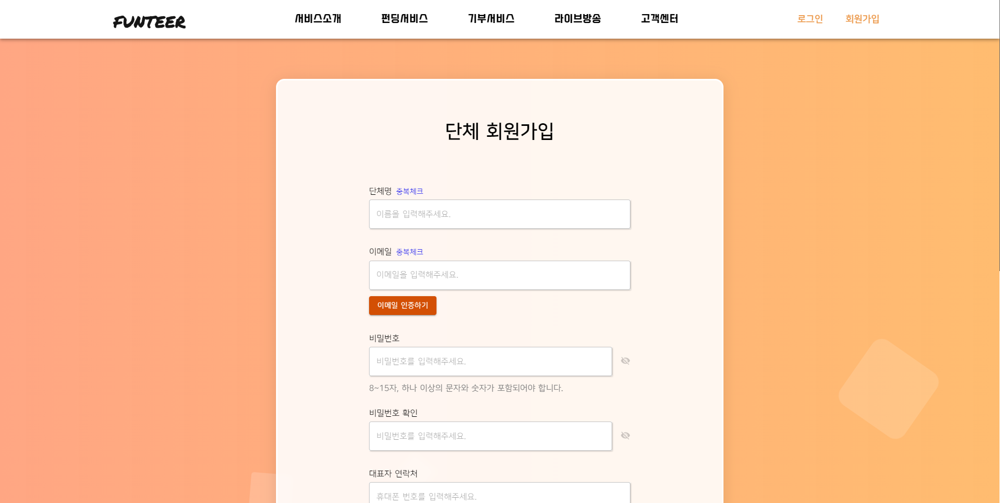 FUNTEER 서비스소개 펀딩서비스 기부서비스 라이브방송 고객센터 로그인 회원가입
단체 회원가입
단체명 중복체크
이름을 입력해주세요.
이메일 중복체크
이메일을 입력해주세요.
이메일 인증하기
비밀번호
비밀번호를 입력해주세요.
8~15자, 하나 이상의 문자와 숫자가 포함되어야 합니다.
비밀번호 확인
비밀번호를 입력해주세요.
대표자 연락처
휴대폰 번호를 입력해주세요.